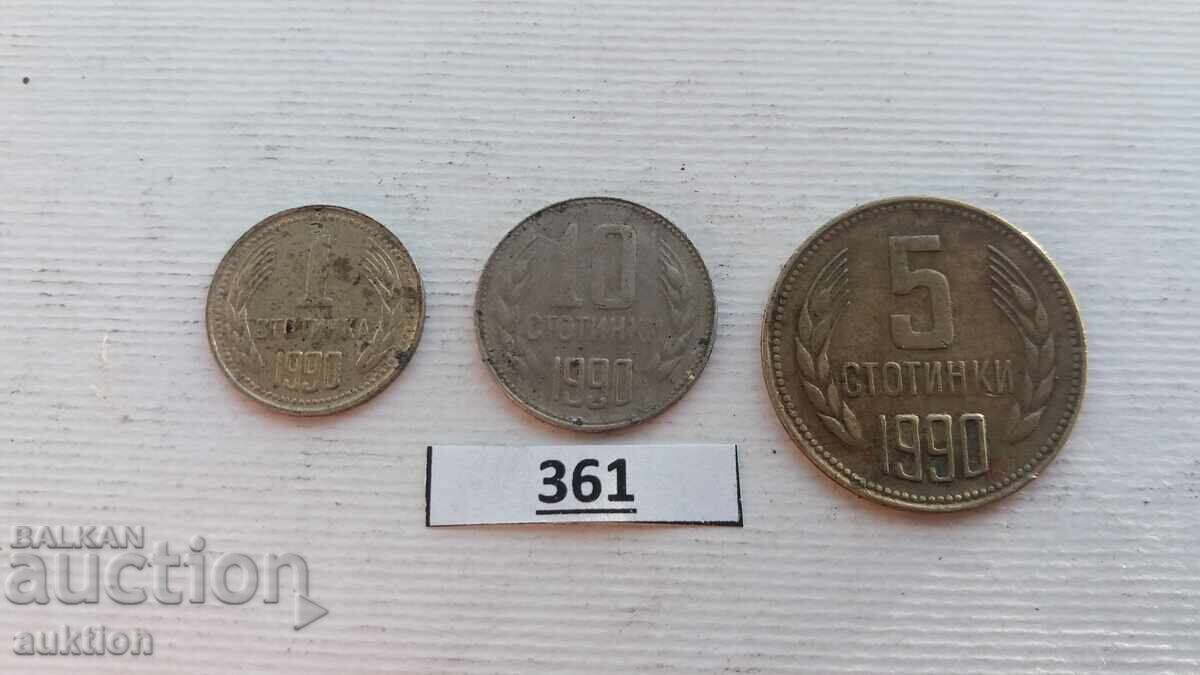 1
СТОТИНКА
1990
10
СТОТИНКИ
1990
5
СТОТИНКИ
1990
361
BALKAN
auction
auktion